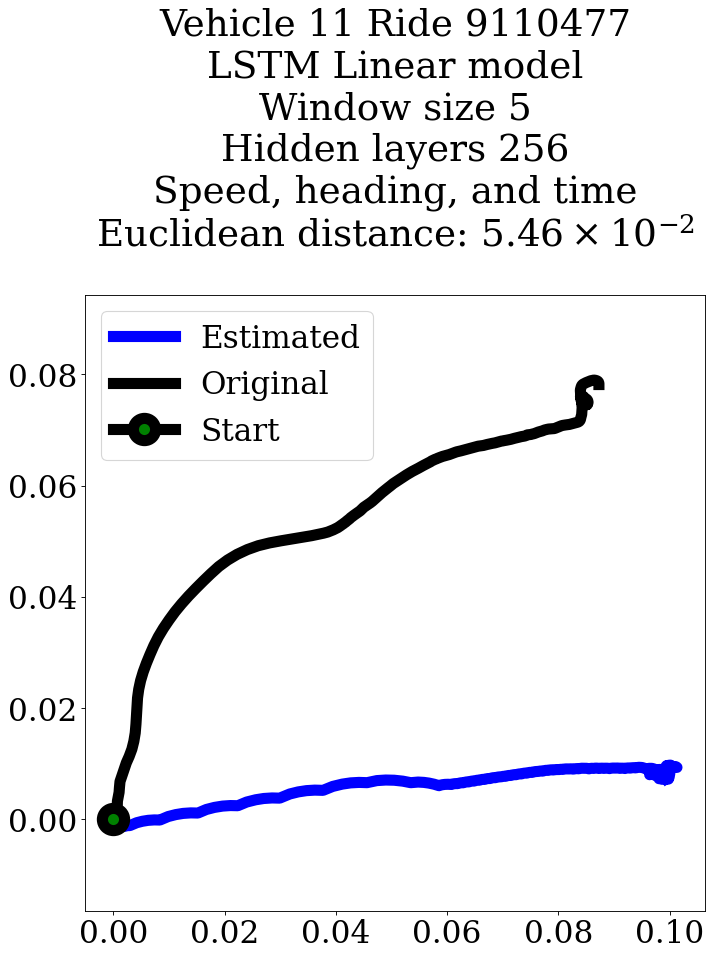 Vehicle 11 Ride 9110477
LSTM Linear model
Window size 5
Hidden layers 256
Speed, heading, and time
Euclidean distance: 5.46 × 10⁻²
Estimated
Original
Start
0.08
0.06
0.04
0.02
0.00
0.00 0.02 0.04 0.06 0.08 0.10